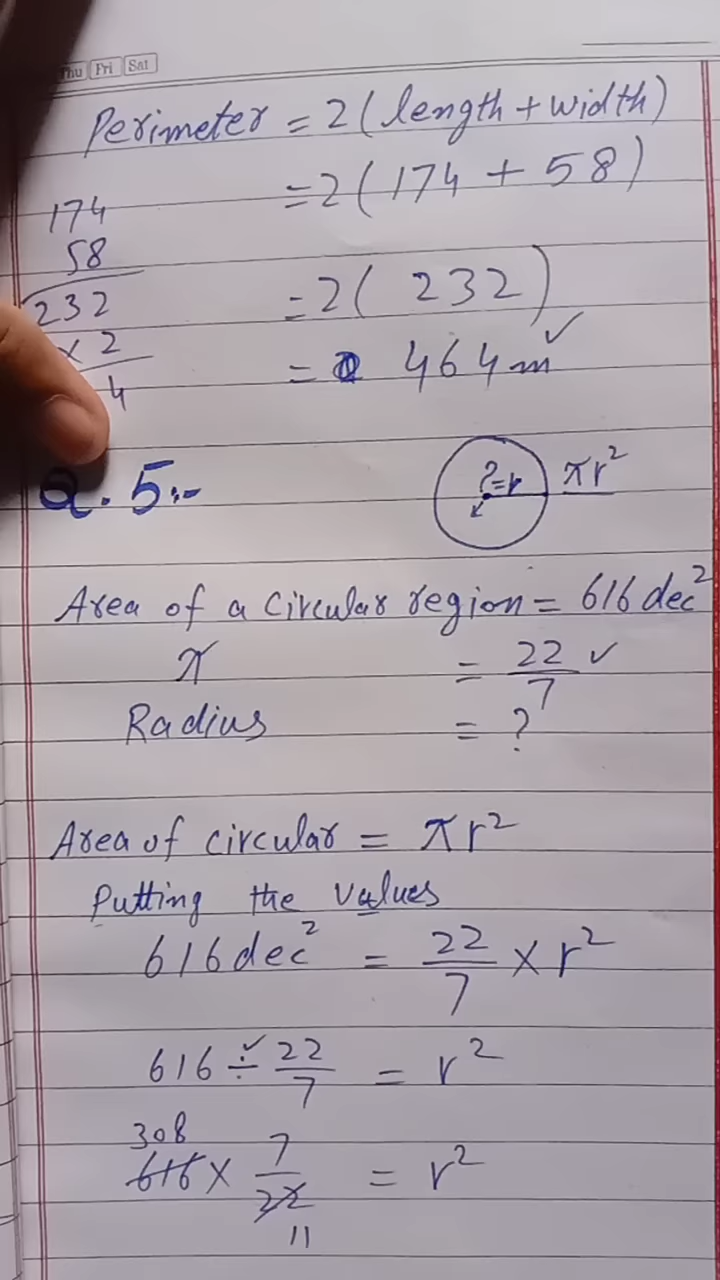 Thu Fri Sat
Perimeter = 2(length + width)
= 2(174 + 58)
174
58
232
× 2
4
= 2( 232 )
= 464m ✓
Q.5:-
?=r
πr²
Area of a circular region = 616 dec²
π = 22/7 ✓
Radius = ?
Area of circular = πr²
Putting the values
616 dec² = 22/7 × r²
616 ÷ 22/7 = r²
308
616 × 7/22 = r²
11